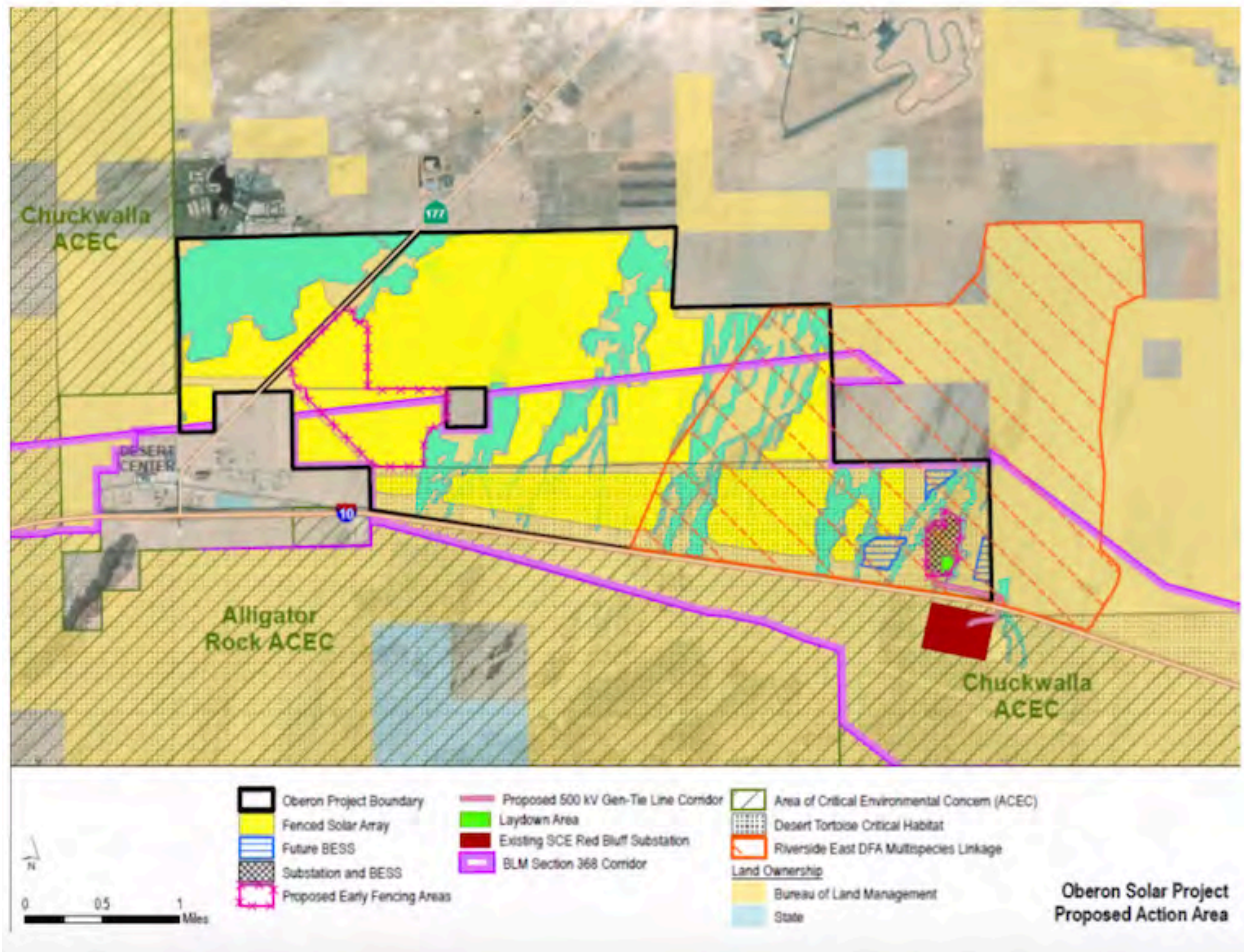 177
Chuckwalla
ACEC
DESERT
CENTER
10
Alligator
Rock ACEC
Chuckwalla
ACEC
Oberon Project Boundary
Fenced Solar Array
Future BESS
Substation and BESS
Proposed Early Fencing Areas
Proposed 500 kV Gen-Tie Line Corridor
Laydown Area
Existing SCE Red Bluff Substation
BLM Section 368 Corridor
Area of Critical Environmental Concern (ACEC)
Desert Tortoise Critical Habitat
Riverside East DFA Multispecies Linkage
Land Ownership
Bureau of Land Management
State
N
0 0.5 1
Miles
Oberon Solar Project
Proposed Action Area